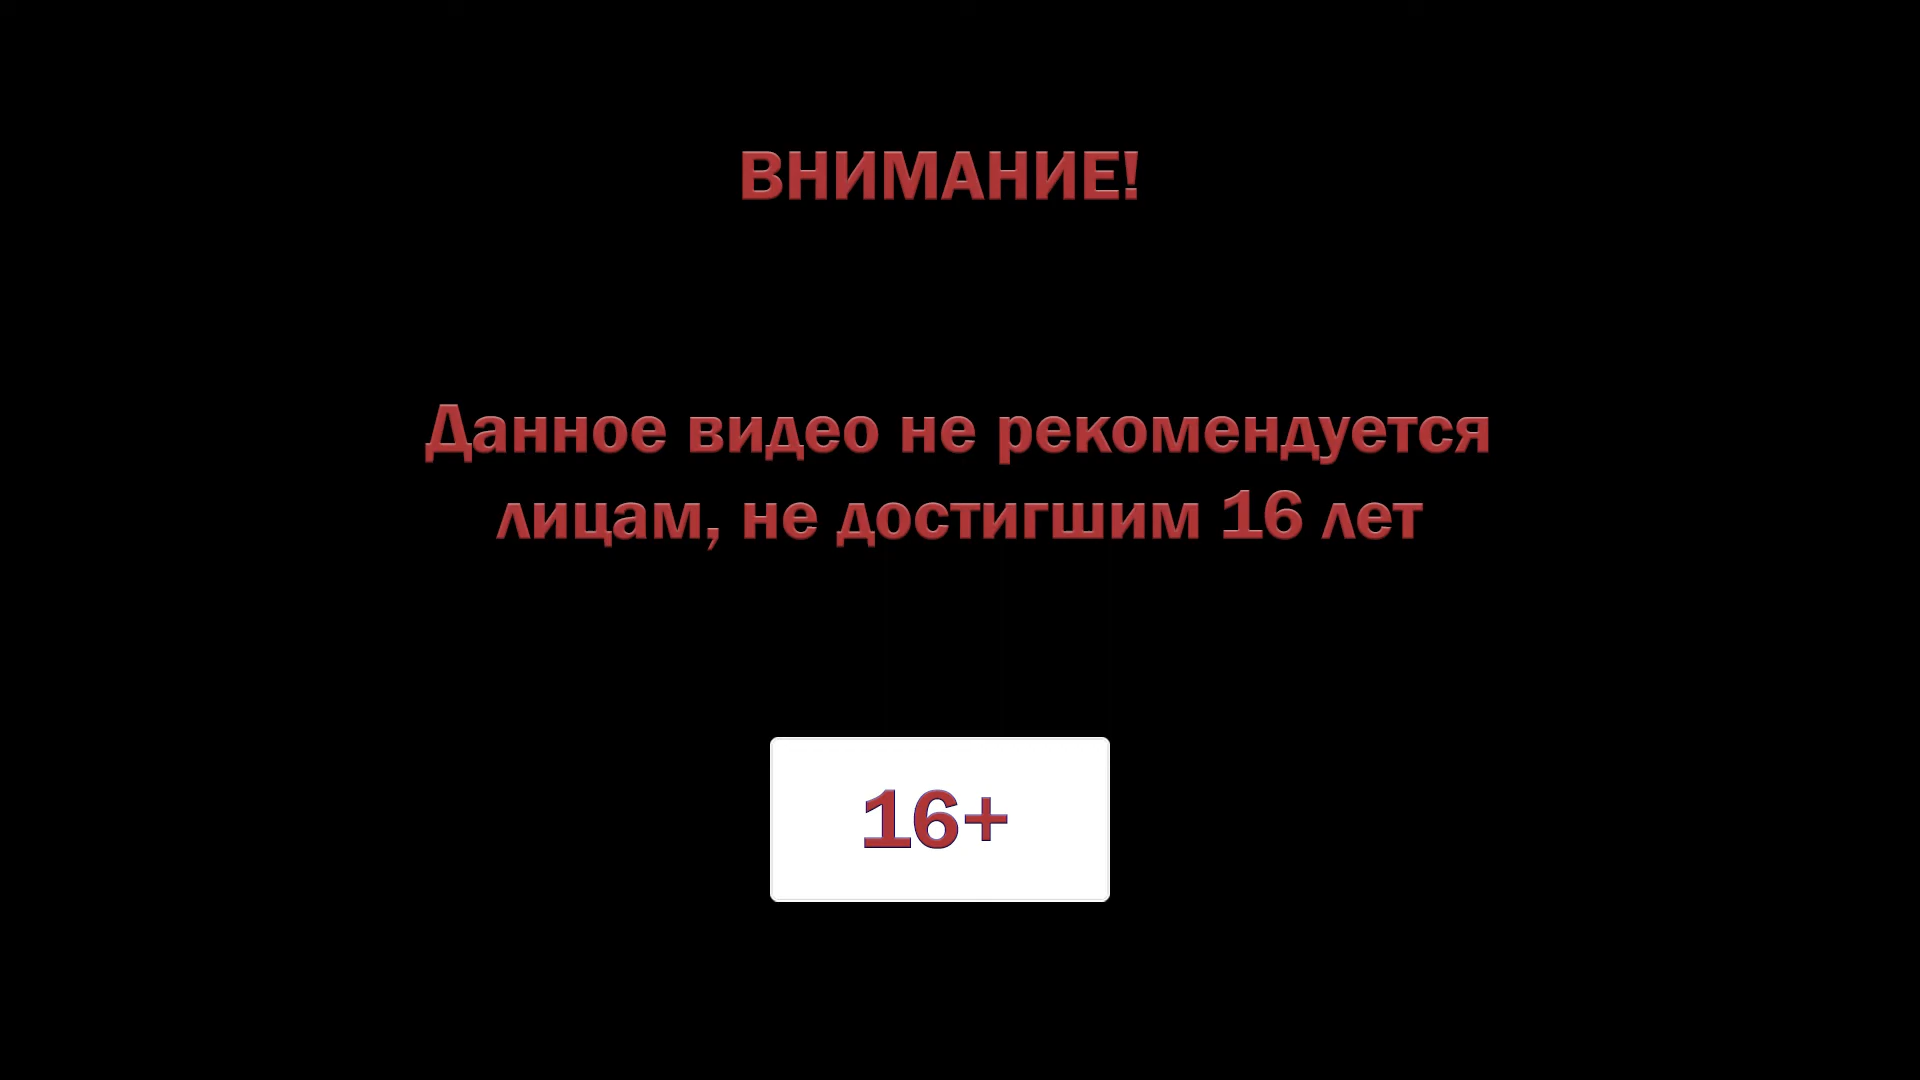 ВНИМАНИЕ!
Данное видео не рекомендуется
лицам, не достигшим 16 лет
16+